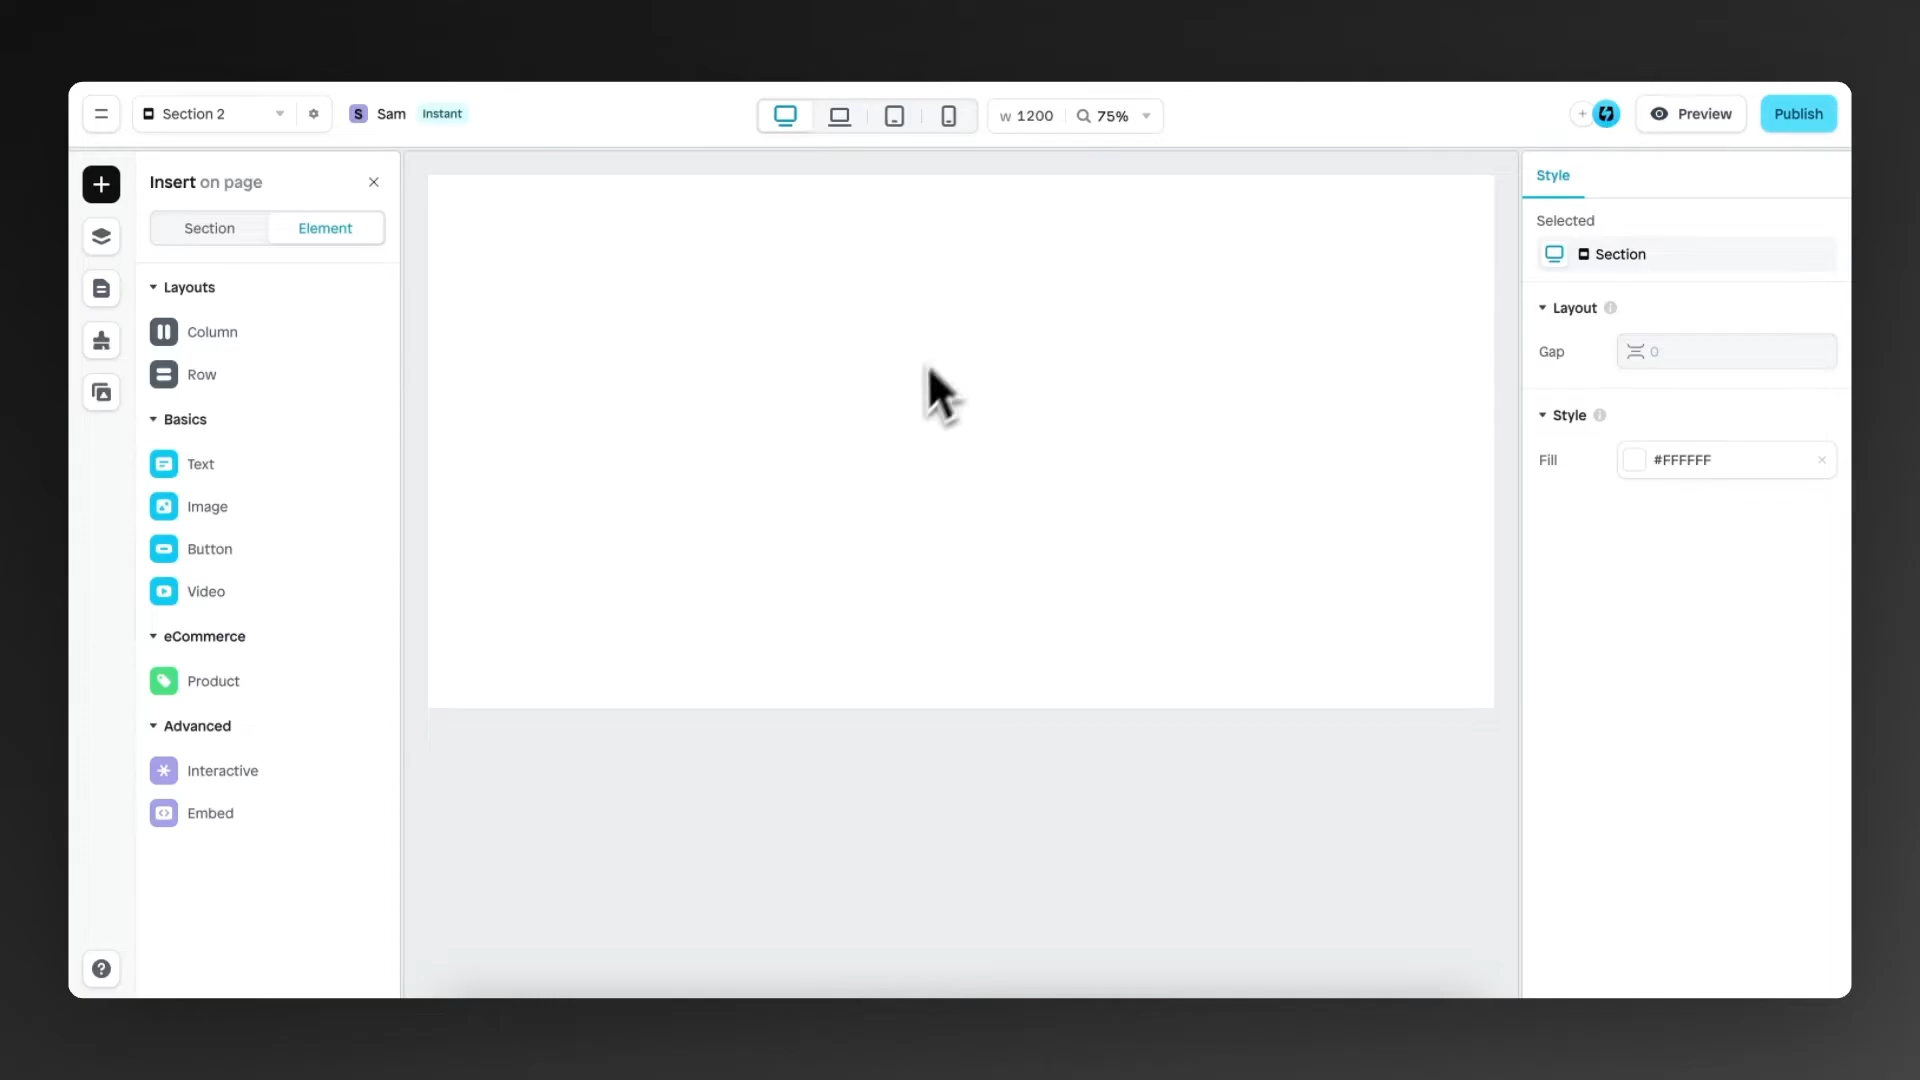 Section 2
S Sam Instant
W 1200
75%
Preview
Publish
Insert on page
Section
Element
Layouts
Column
Row
Basics
Text
Image
Button
Video
eCommerce
Product
Advanced
Interactive
Embed
Style
Selected
Section
Layout
Gap
0
Style
Fill
#FFFFFF